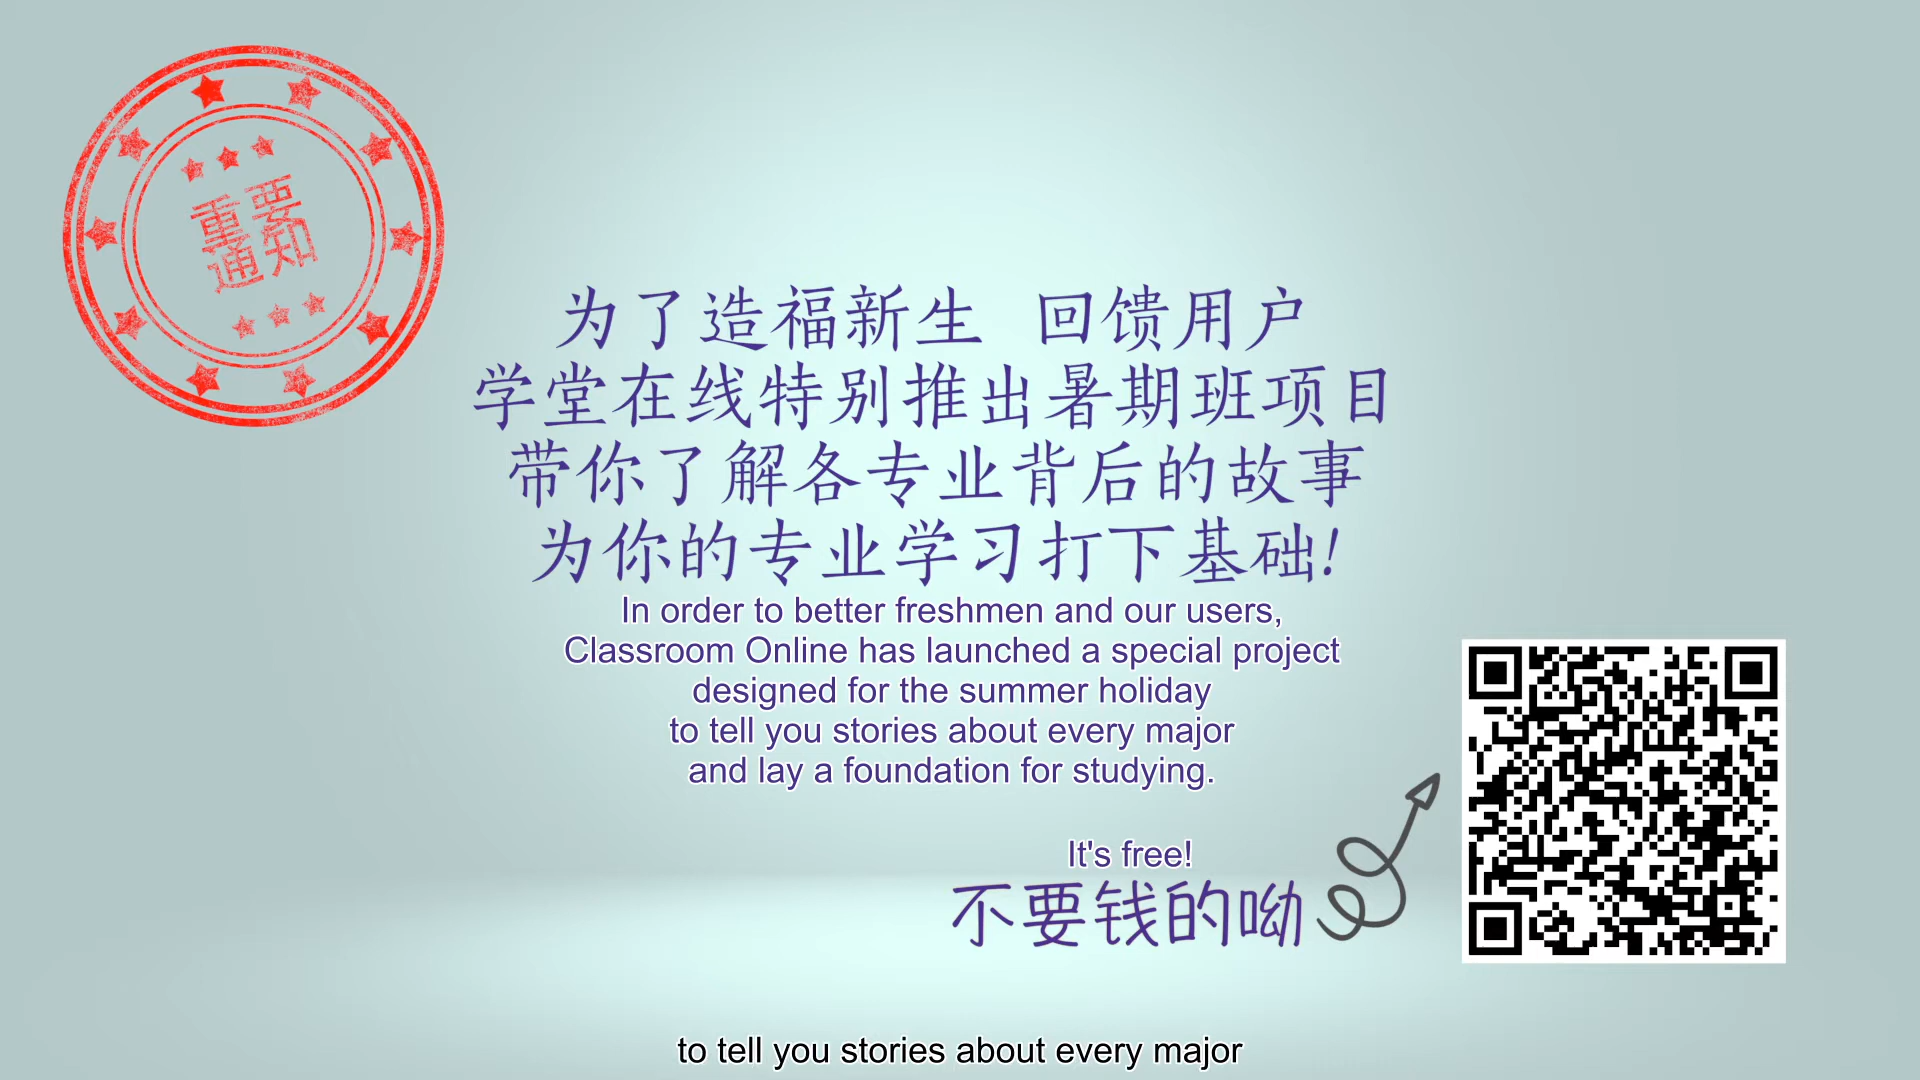 重要
通知
为了造福新生 回馈用户
学堂在线特别推出暑期班项目
带你了解各专业背后的故事
为你的专业学习打下基础!
In order to better freshmen and our users,
Classroom Online has launched a special project
designed for the summer holiday
to tell you stories about every major
and lay a foundation for studying.
It's free!
不要钱的呦
to tell you stories about every major